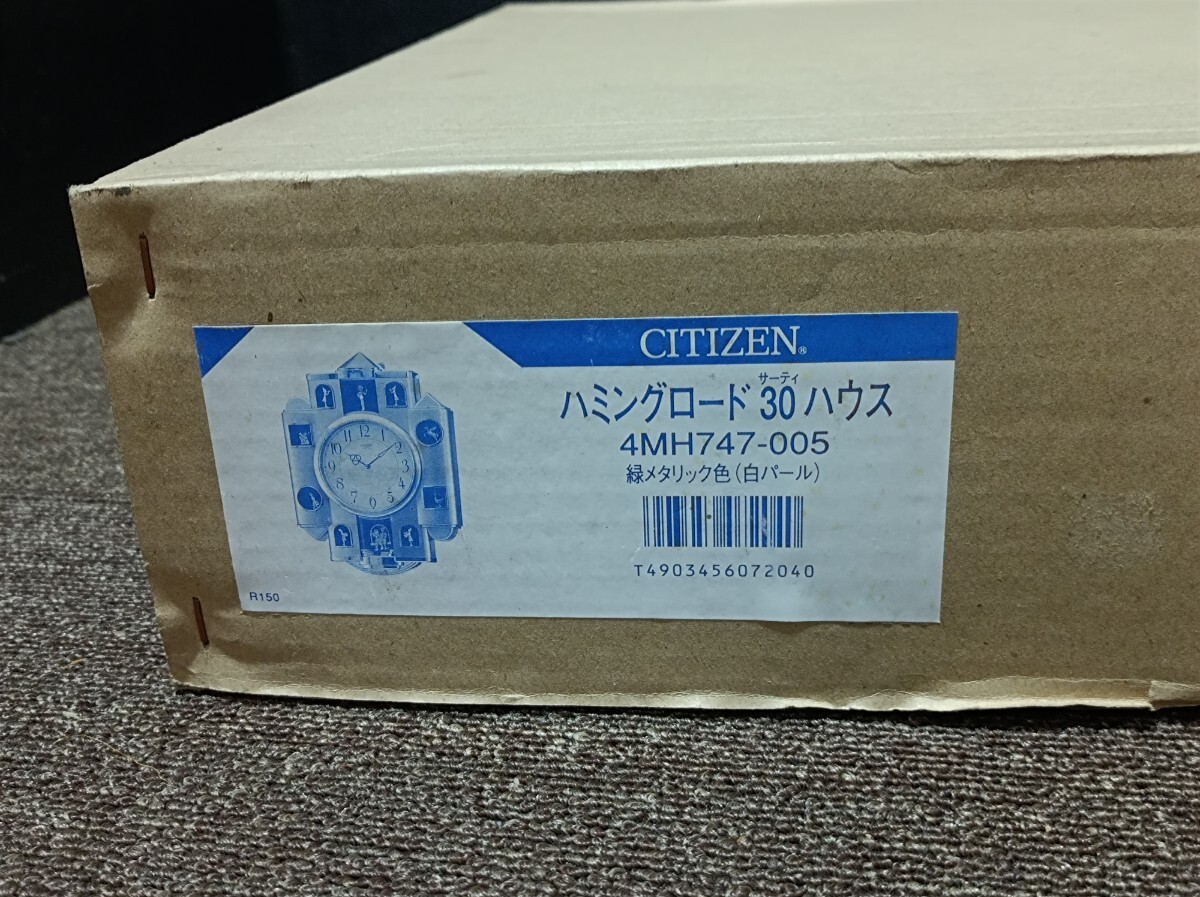 CITIZEN®
サーティ
ハミングロード 30 ハウス
4MH747-005
緑メタリック色(白パール)
T4903456072040
R150